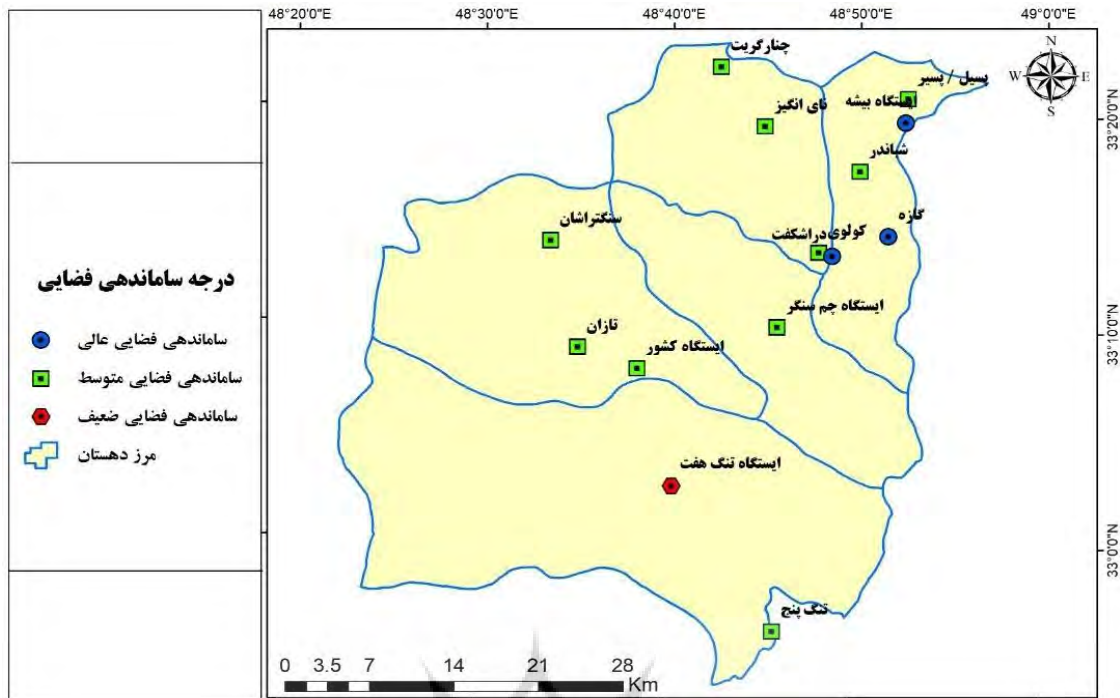 48°20'0"E 48°30'0"E 48°40'0"E 48°50'0"E 49°0'0"E
N
W E
S
33°20'0"N
33°10'0"N
33°0'0"N
چنارگریت
پسیل / پسیر
ایستگاه بیشه
نای انگیز
شباندر
گازه
سنگتراشان
کولوی
دراشکفت
ایستگاه چم سنگر
تازان
ایستگاه کشور
ایستگاه تنگ هفت
تنگ پنج
درجه ساماندهی فضایی
ساماندهی فضایی عالی
ساماندهی فضایی متوسط
ساماندهی فضایی ضعیف
مرز دهستان
0 3.5 7 14 21 28
Km